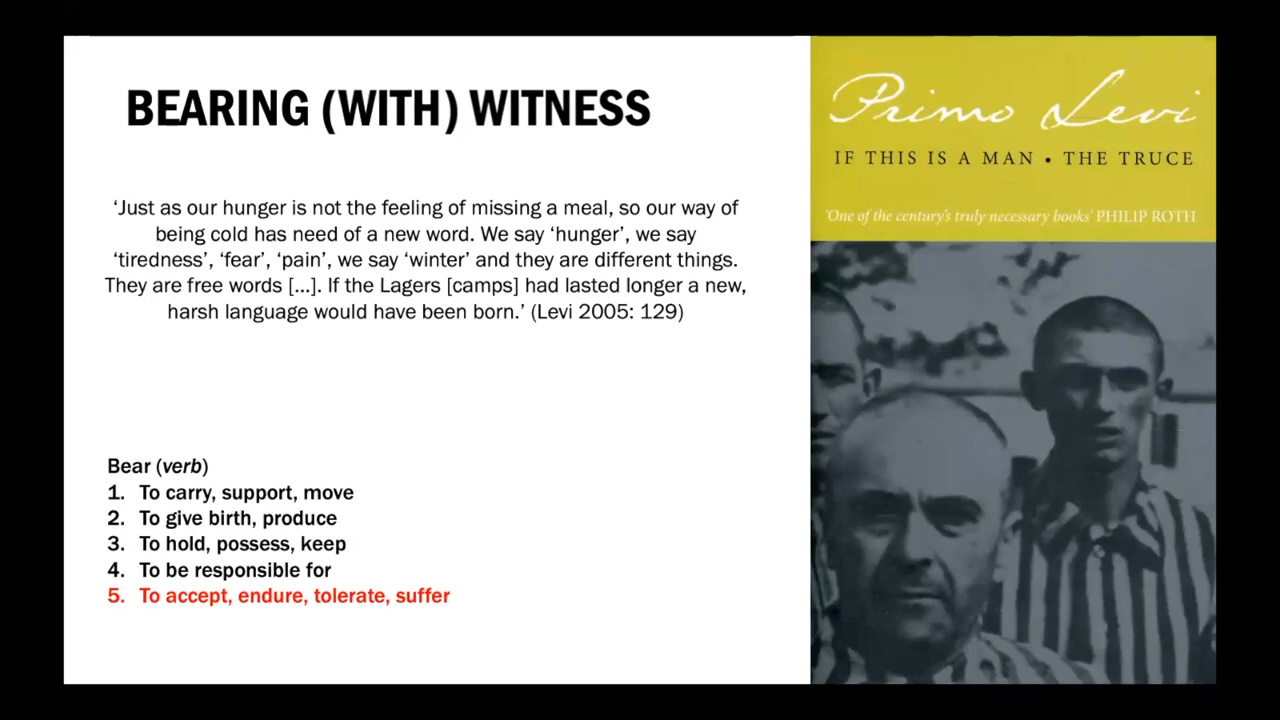 BEARING (WITH) WITNESS
‘Just as our hunger is not the feeling of missing a meal, so our way of
being cold has need of a new word. We say ‘hunger’, we say
‘tiredness’, ‘fear’, ‘pain’, we say ‘winter’ and they are different things.
They are free words [...]. If the Lagers [camps] had lasted longer a new,
harsh language would have been born.’ (Levi 2005: 129)
Bear (verb)
1. To carry, support, move
2. To give birth, produce
3. To hold, possess, keep
4. To be responsible for
5. To accept, endure, tolerate, suffer
Primo Levi
IF THIS IS A MAN • THE TRUCE
‘One of the century's truly necessary books’ PHILIP ROTH